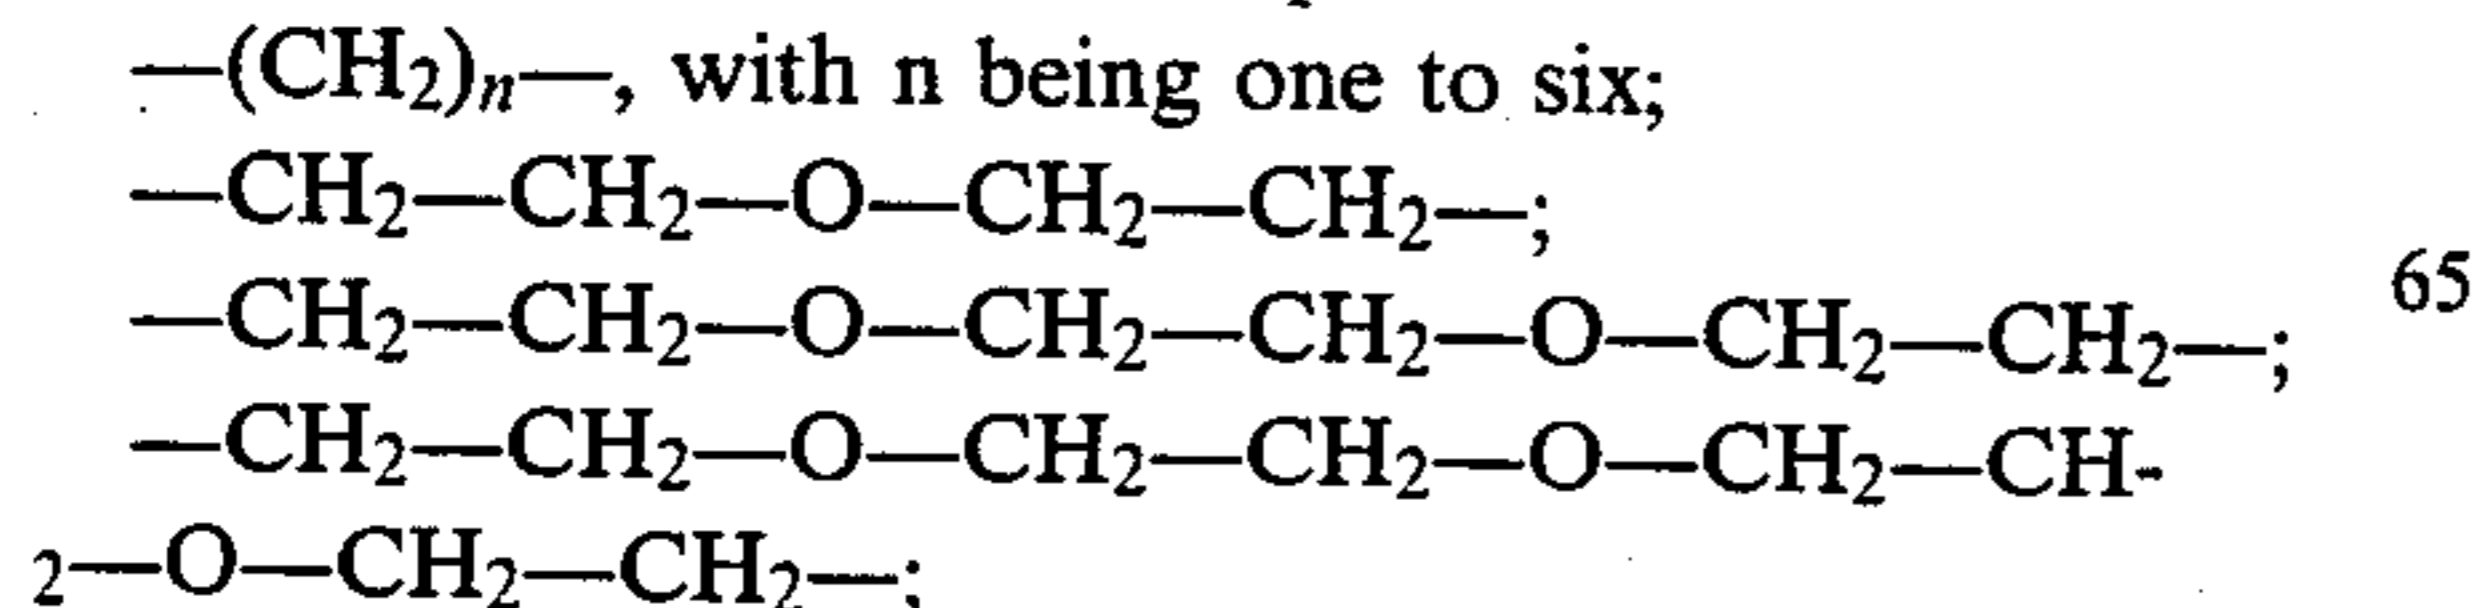 —(CH₂)ₙ—, with n being one to six;
—CH₂—CH₂—O—CH₂—CH₂—;
65
—CH₂—CH₂—O—CH₂—CH₂—O—CH₂—CH₂—;
—CH₂—CH₂—O—CH₂—CH₂—O—CH₂—CH-
₂—O—CH₂—CH₂—;